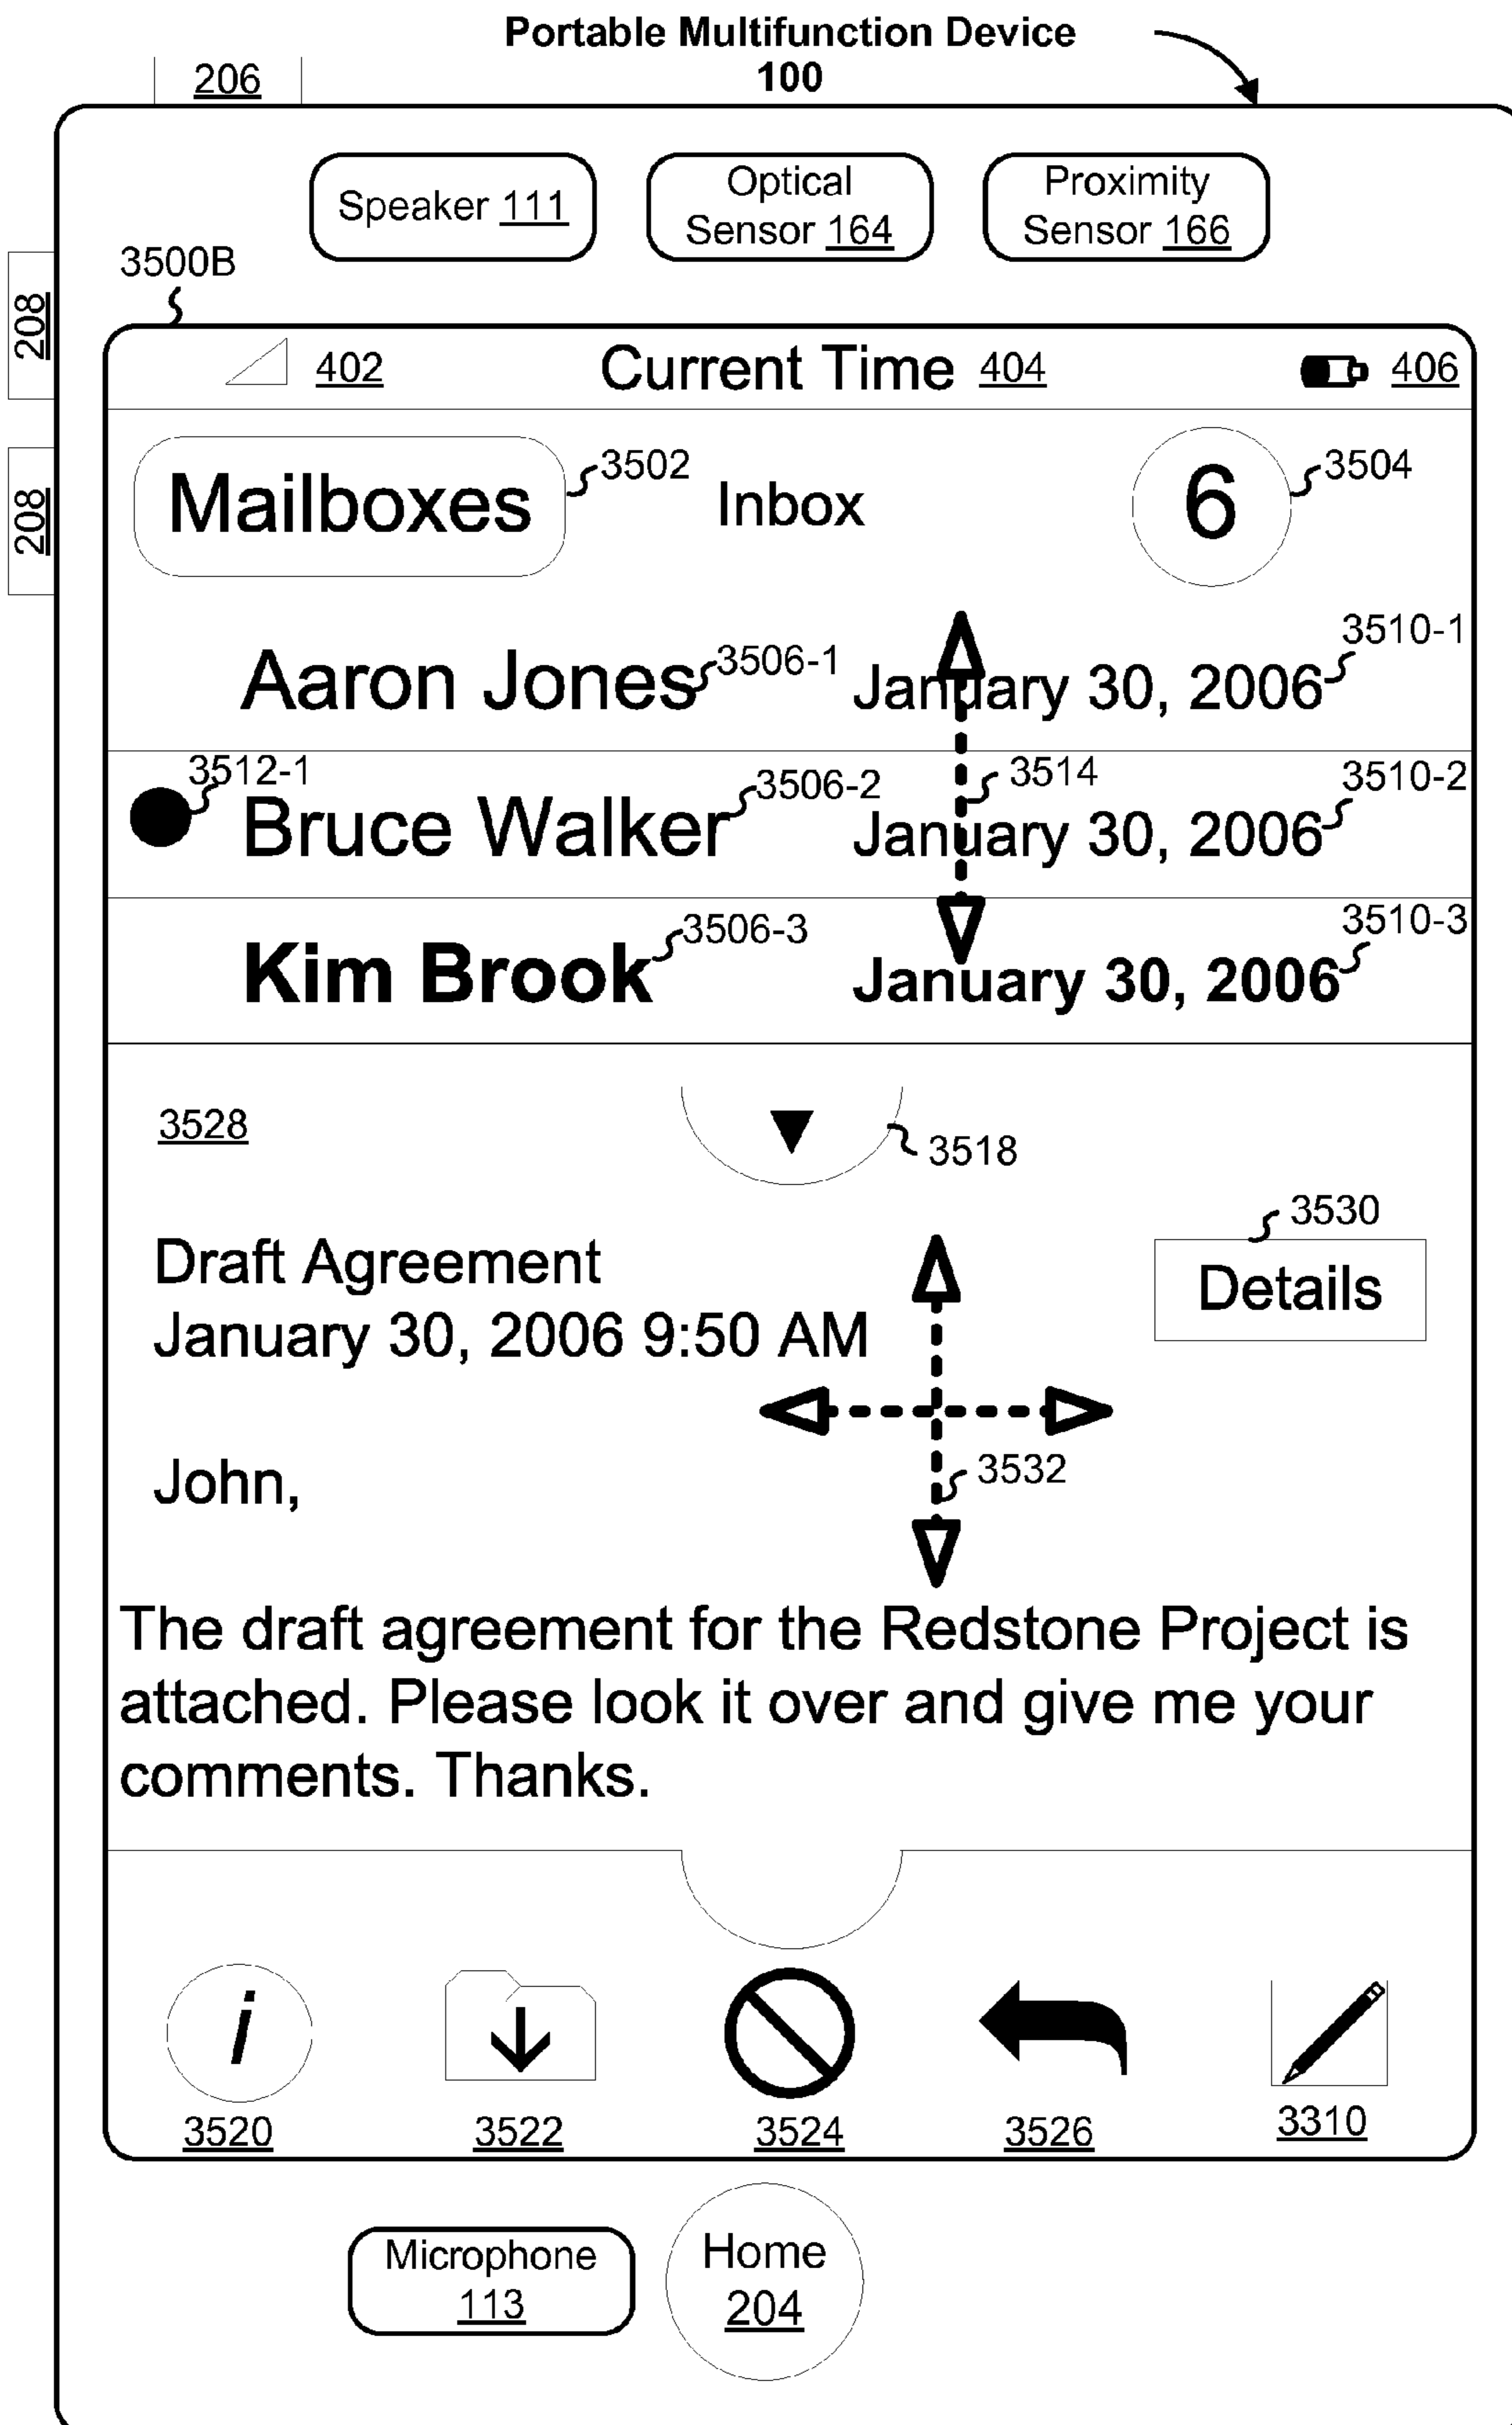 Portable Multifunction Device
100
206
Speaker 111
Optical
Sensor 164
Proximity
Sensor 166
208
208
3500B
402
Current Time 404
406
Mailboxes
3502
Inbox
6
3504
Aaron Jones
3506-1
January 30, 2006
3510-1
3512-1
Bruce Walker
3506-2
3514
January 30, 2006
3510-2
Kim Brook
3506-3
January 30, 2006
3510-3
3528
3518
3530
Draft Agreement
Details
January 30, 2006 9:50 AM
3532
John,
The draft agreement for the Redstone Project is
attached. Please look it over and give me your
comments. Thanks.
i
3520
3522
3524
3526
3310
Microphone
113
Home
204